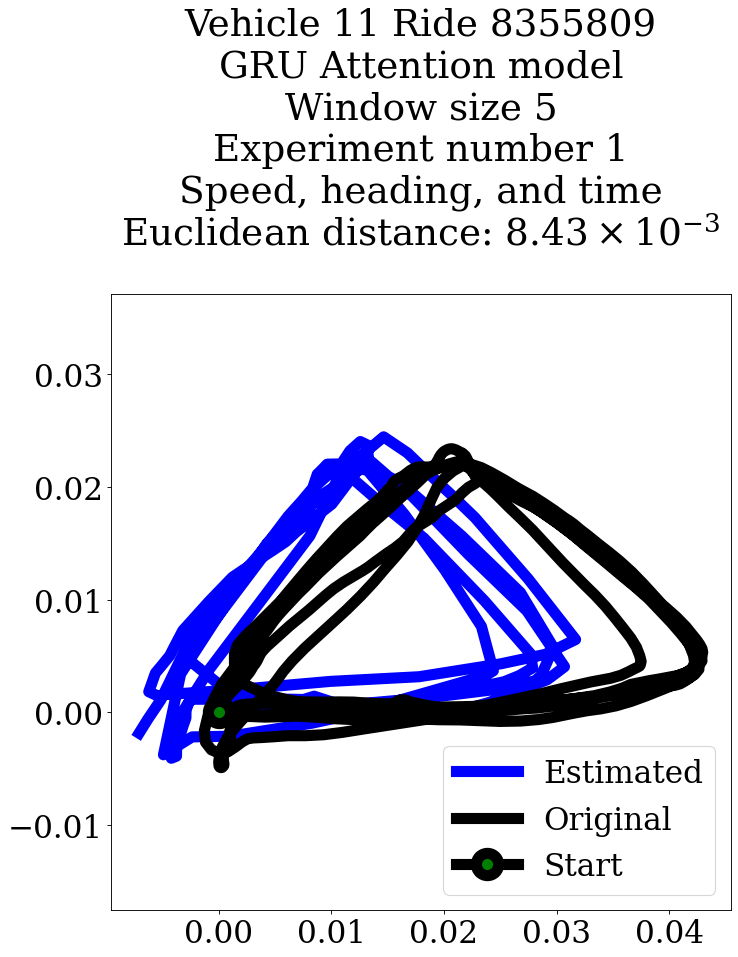 Vehicle 11 Ride 8355809
GRU Attention model
Window size 5
Experiment number 1
Speed, heading, and time
Euclidean distance: 8.43 × 10⁻³
0.03
0.02
0.01
0.00
−0.01
Estimated
Original
Start
0.00 0.01 0.02 0.03 0.04